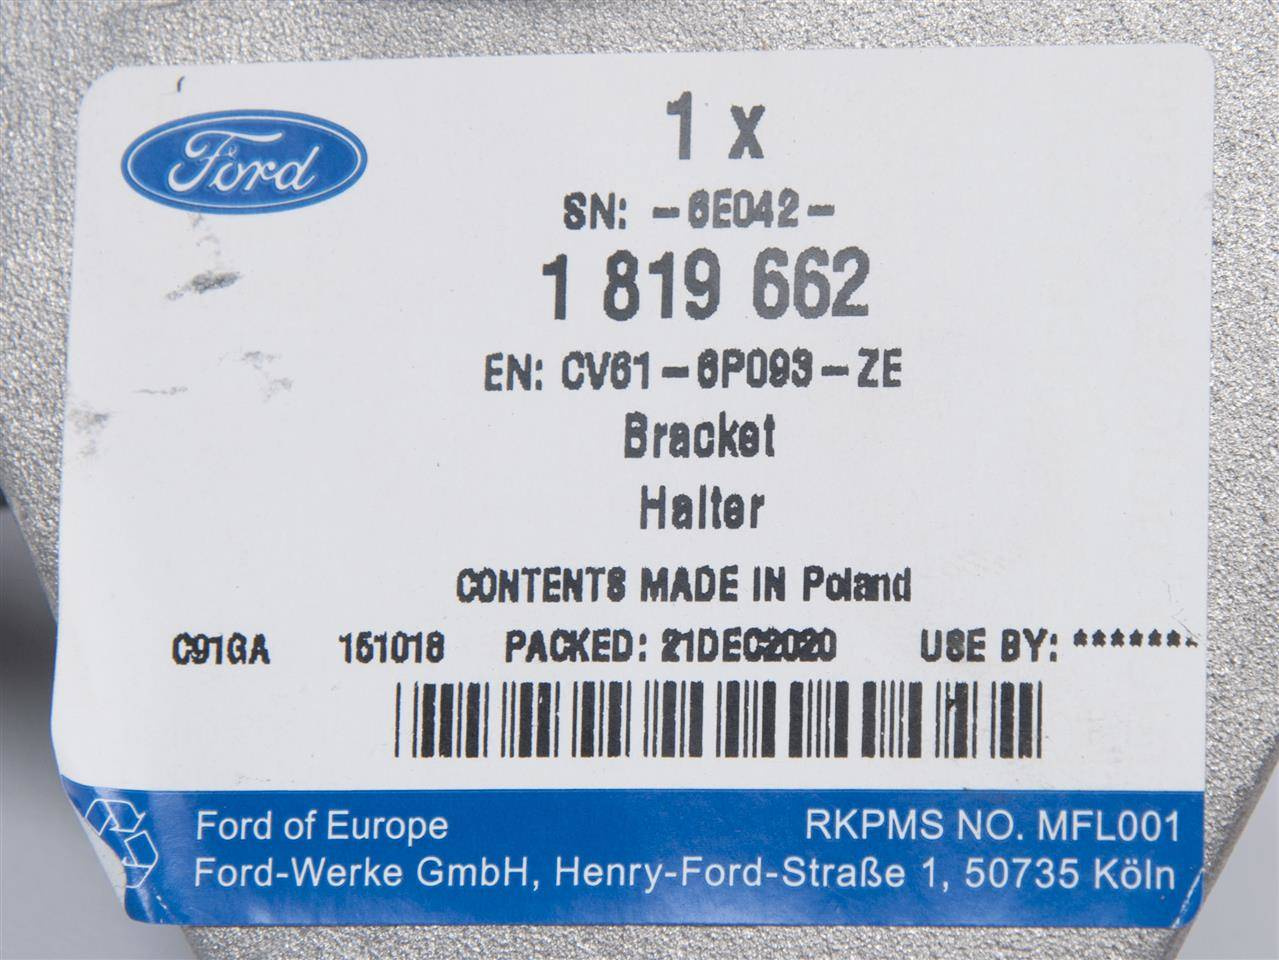 Ford
1 x
SN: -6E042-
1 819 662
EN: CV61-6P093-ZE
Bracket
Halter
CONTENTS MADE IN Poland
C91GA 151018 PACKED: 21DEC2020 USE BY: *******
Ford of Europe RKPMS NO. MFL001
Ford-Werke GmbH, Henry-Ford-Straße 1, 50735 Köln